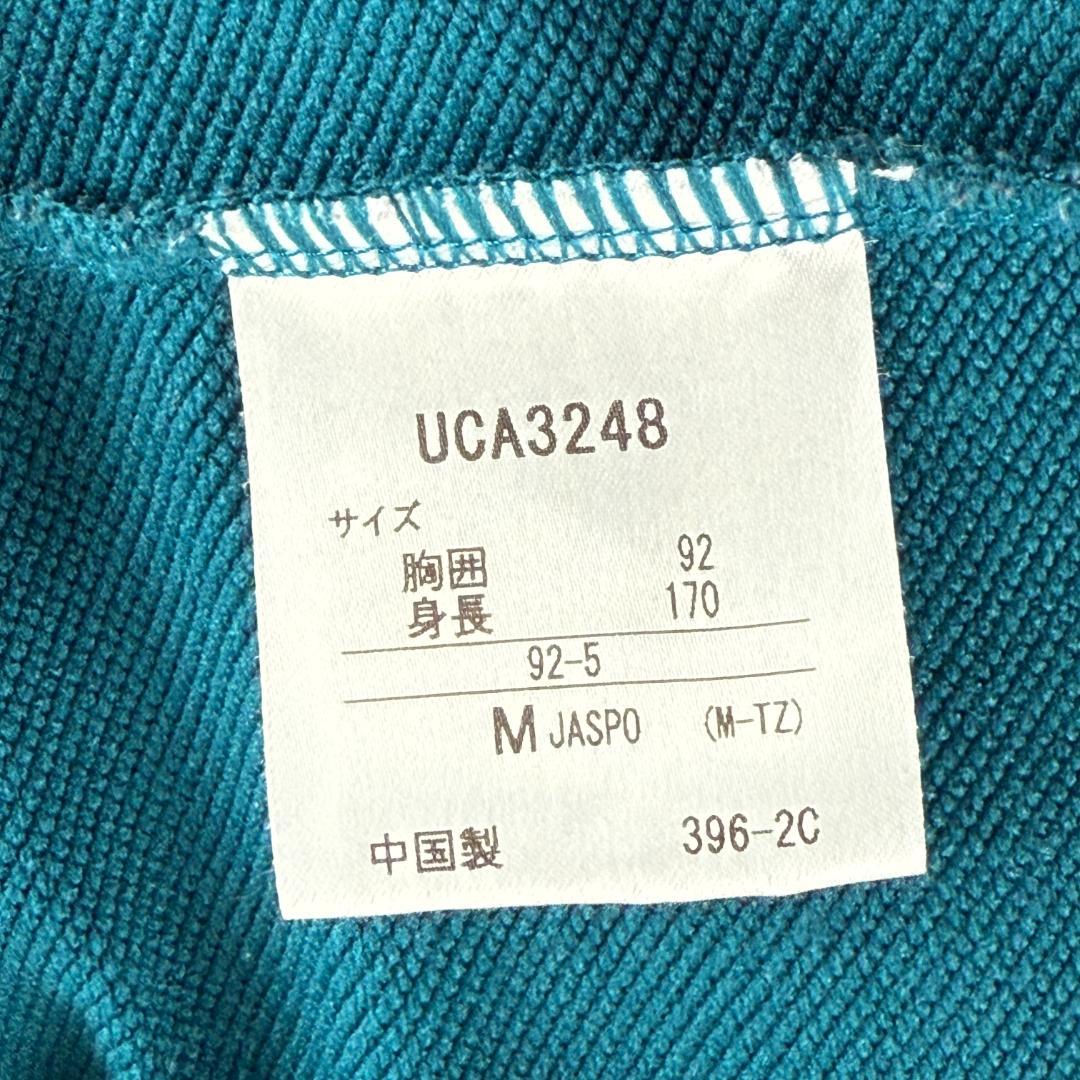 UCA3248
サイズ
胸囲 92
身長 170
92-5
M JASPO (M-TZ)
中国製 396-2C